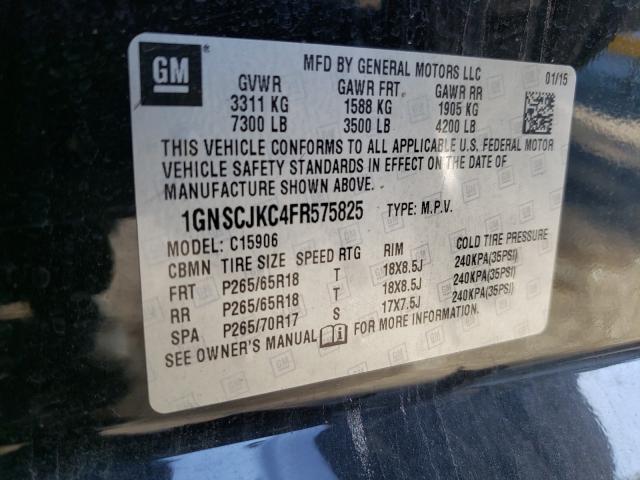 GM
MFD BY GENERAL MOTORS LLC 01/15
GVWR GAWR FRT GAWR RR
3311 KG 1588 KG 1905 KG
7300 LB 3500 LB 4200 LB
THIS VEHICLE CONFORMS TO ALL APPLICABLE U.S. FEDERAL MOTOR
VEHICLE SAFETY STANDARDS IN EFFECT ON THE DATE OF
MANUFACTURE SHOWN ABOVE.
1GNSCJKC4FR575825 TYPE: M.P.V.
MODEL: C15906
CBMN TIRE SIZE SPEED RTG RIM COLD TIRE PRESSURE
FRT P265/65R18 T 18X8.5J 240KPA(35PSI)
RR P265/65R18 T 18X8.5J 240KPA(35PSI)
SPA P265/70R17 S 17X7.5J 240KPA(35PSI)
SEE OWNER'S MANUAL FOR MORE INFORMATION.